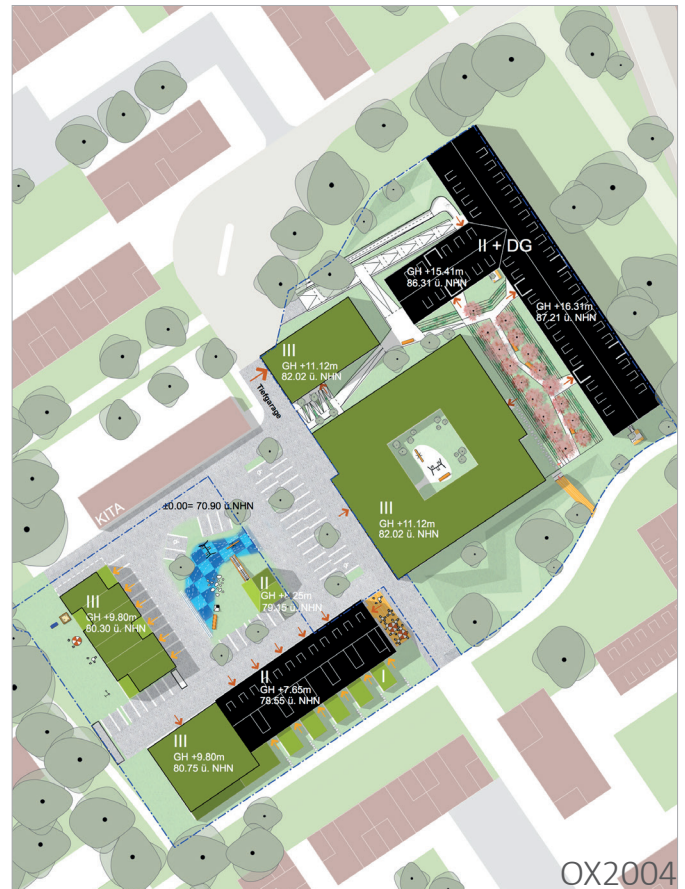 II + DG
GH +15.41m
86.31 ü. NHN
GH +16.31m
87.21 ü. NHN
III
GH +11.12m
82.02 ü. NHN
Tiefgarage
III
GH +11.12m
82.02 ü. NHN
KITA
±0.00= 70.90 ü.NHN
II
79.15 ü. NHN
III
GH +9.80m
80.30 ü. NHN
II
GH +7.65m
78.55 ü. NHN
I
III
GH +9.80m
80.75 ü. NHN
OX2004